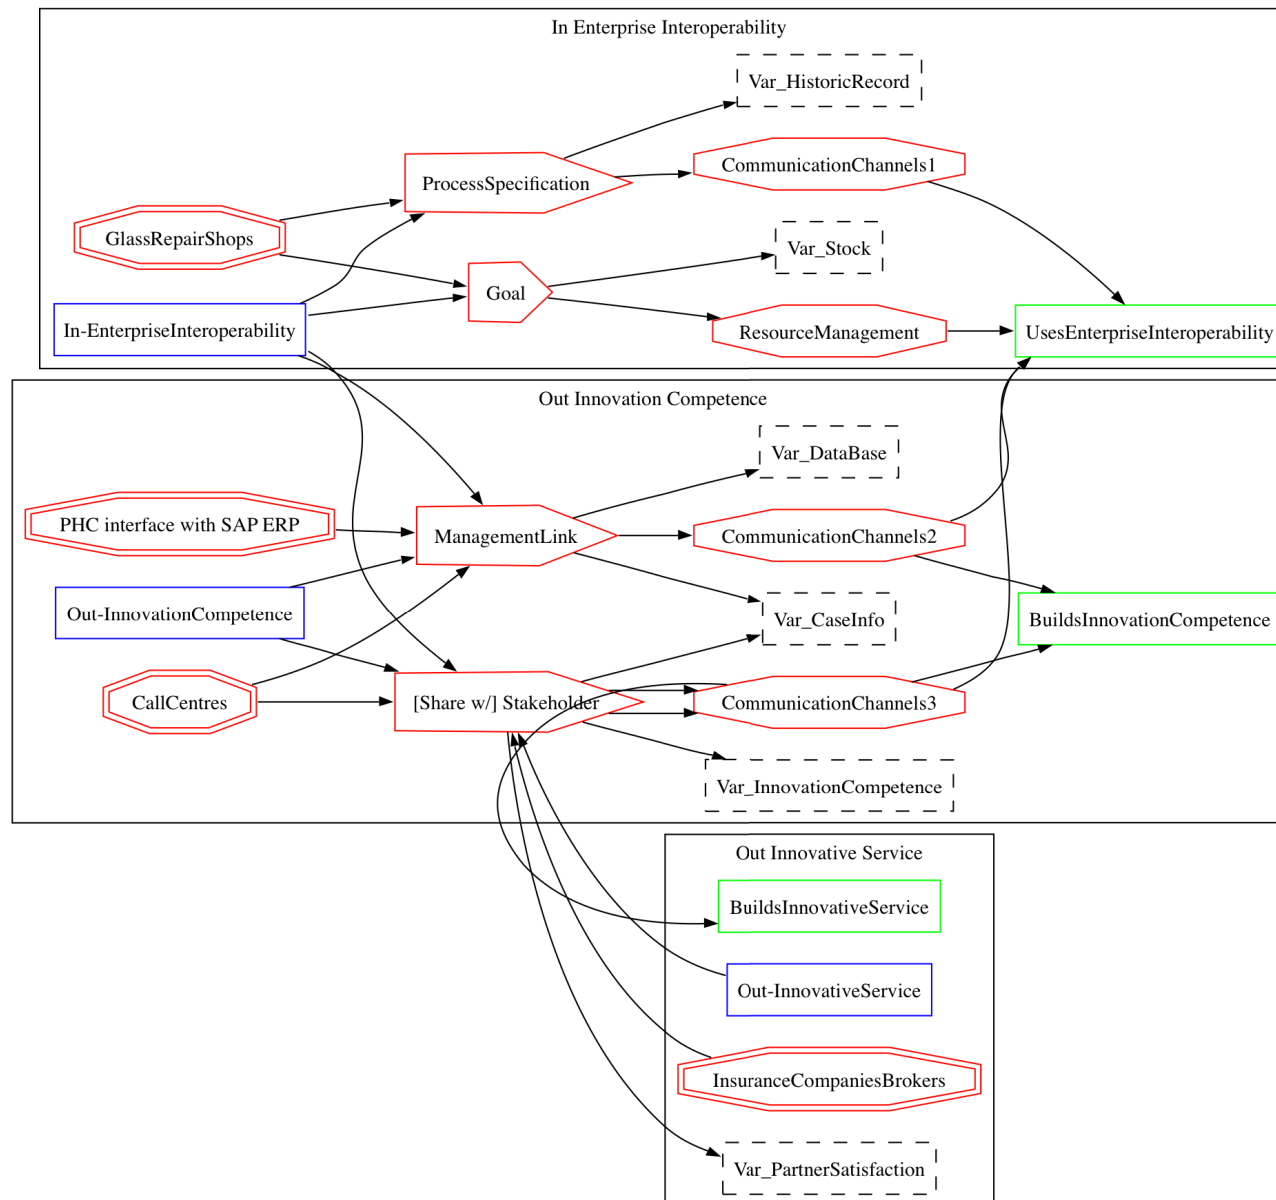 In Enterprise Interoperability
Var_HistoricRecord
CommunicationChannels1
ProcessSpecification
GlassRepairShops
Var_Stock
Goal
In-EnterpriseInteroperability
ResourceManagement
UsesEnterpriseInteroperability
Out Innovation Competence
Var_DataBase
PHC interface with SAP ERP
ManagementLink
CommunicationChannels2
Out-InnovationCompetence
Var_CaseInfo
BuildsInnovationCompetence
CallCentres
[Share w/] Stakeholder
CommunicationChannels3
Var_InnovationCompetence
Out Innovative Service
BuildsInnovativeService
Out-InnovativeService
InsuranceCompaniesBrokers
Var_PartnerSatisfaction